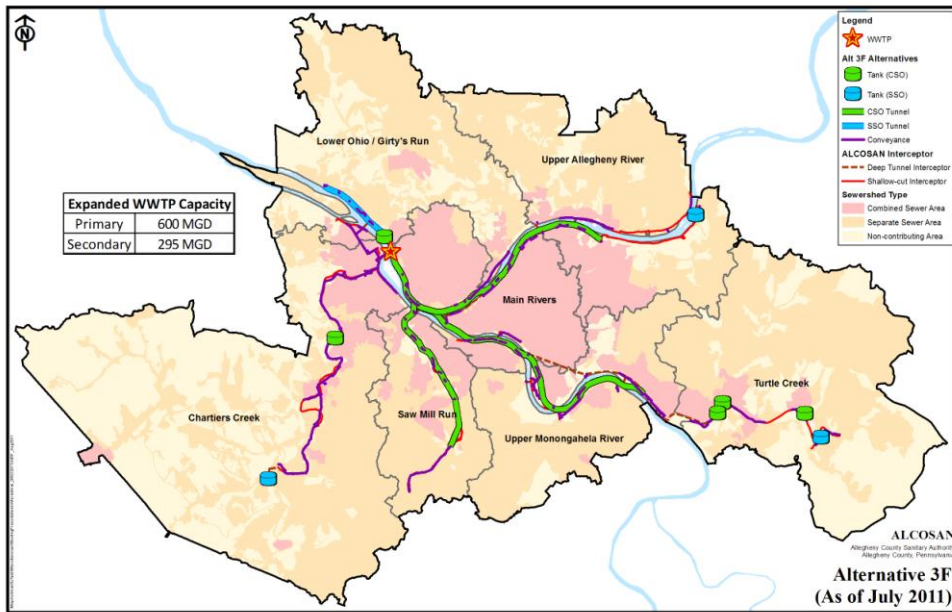 N
Legend
WWTP
Alt 3F Alternatives
Tank (CSO)
Tank (SSO)
CSO Tunnel
SSO Tunnel
Conveyance
ALCOSAN Interceptor
Deep Tunnel Interceptor
Shallow-cut Interceptor
Sewershed Type
Combined Sewer Area
Separate Sewer Area
Non-contributing Area
Lower Ohio / Girty's Run
Upper Allegheny River
Expanded WWTP Capacity
Primary 600 MGD
Secondary 295 MGD
Main Rivers
Turtle Creek
Chartiers Creek
Saw Mill Run
Upper Monongahela River
ALCOSAN
Allegheny County Sanitary Authority
Allegheny County, Pennsylvania
Alternative 3F
(As of July 2011)